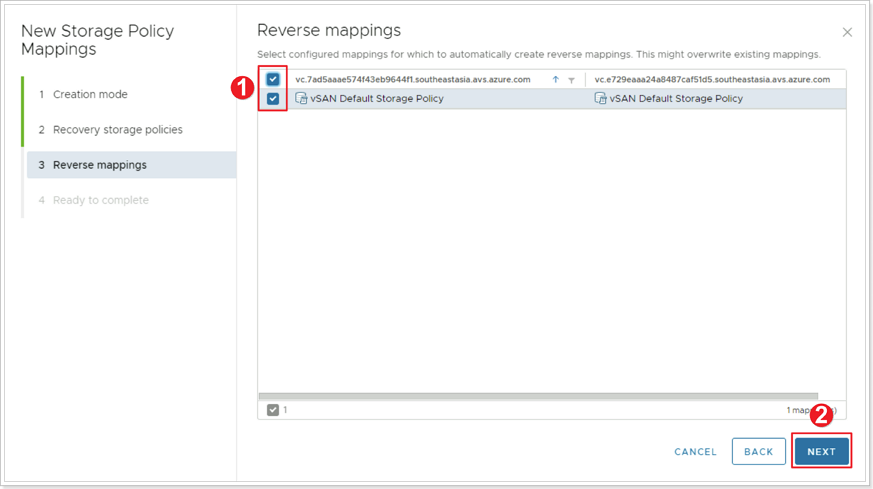 New Storage Policy
Mappings
1 Creation mode
2 Recovery storage policies
3 Reverse mappings
4 Ready to complete
Reverse mappings
Select configured mappings for which to automatically create reverse mappings. This might overwrite existing mappings.
vc.7ad5aaae574f43eb9644f1.southeastasia.avs.azure.com vc.e729eaaa24a8487caf51d5.southeastasia.avs.azure.com
1
vSAN Default Storage Policy vSAN Default Storage Policy
1
2
CANCEL BACK NEXT